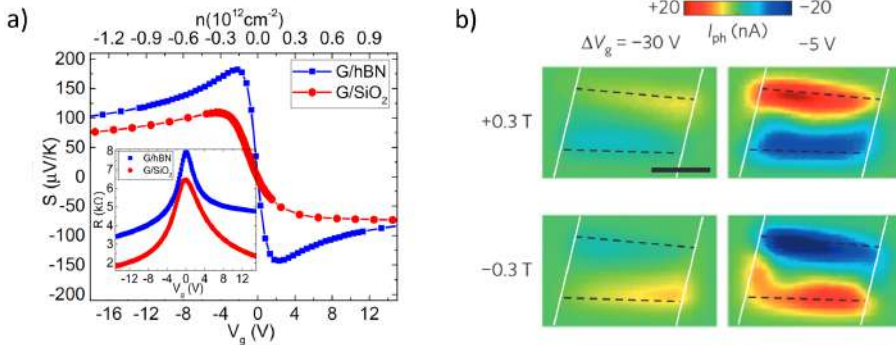 a)
n(10¹²cm⁻²)
-1.2 -0.9 -0.6 -0.3 0.0 0.3 0.6 0.9
200
150
100
50
0
-50
-100
-150
-200
S (μV/K)
G/hBN
G/SiO₂
8
7
6
5
4
3
2
R (kΩ)
G/hBN
G/SiO₂
-12 -8 -4 0 4 8 12
V_g (V)
-16 -12 -8 -4 0 4 8 12
V_g (V)
b)
+20 −20
I_ph (nA)
ΔV_g = −30 V −5 V
+0.3 T
−0.3 T